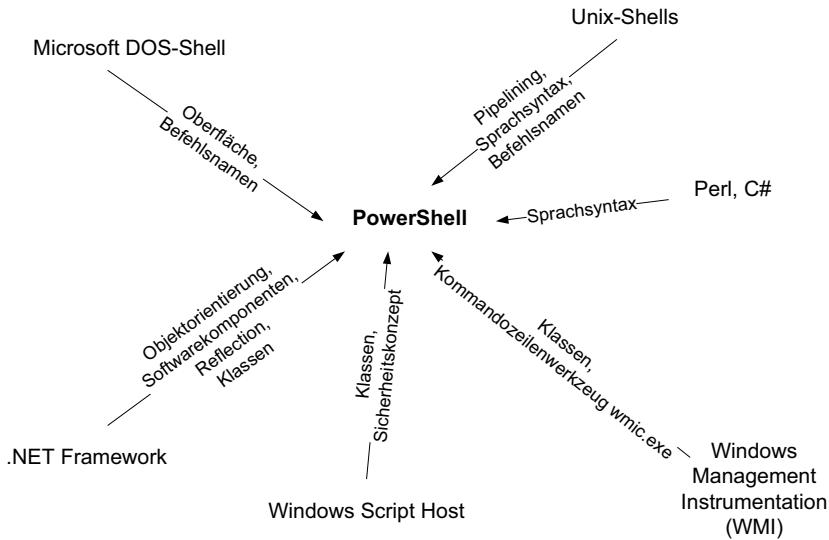 Unix-Shells
Microsoft DOS-Shell
Pipelining,
Sprachsyntax,
Befehlsnamen
Oberfläche,
Befehlsnamen
Perl, C#
Sprachsyntax
PowerShell
Objektorientierung,
Softwarekomponenten,
Reflection,
Klassen
Klassen,
Sicherheitskonzept
Klassen,
Kommandozeilenwerkzeug wmic.exe
.NET Framework
Windows Script Host
Windows
Management
Instrumentation
(WMI)